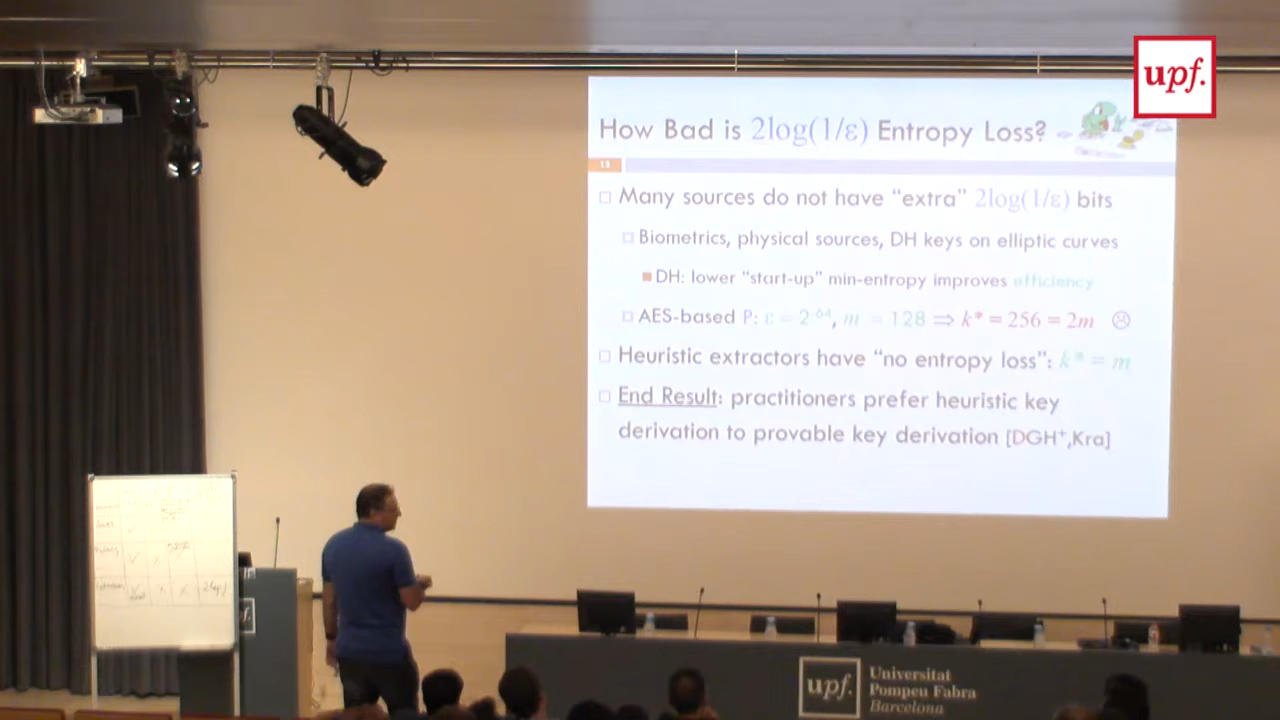 upf.
How Bad is 2log(1/ε) Entropy Loss?
13
Many sources do not have “extra” 2log(1/ε) bits
Biometrics, physical sources, DH keys on elliptic curves
DH: lower “start-up” min-entropy improves efficiency
AES-based P: ε = 2⁻⁶⁴, m = 128 ⇒ k* = 256 = 2m ☹
Heuristic extractors have “no entropy loss”: k* = m
End Result: practitioners prefer heuristic key
derivation to provable key derivation [DGH⁺,Kra]
upf.
upf.
Universitat
Pompeu Fabra
Barcelona